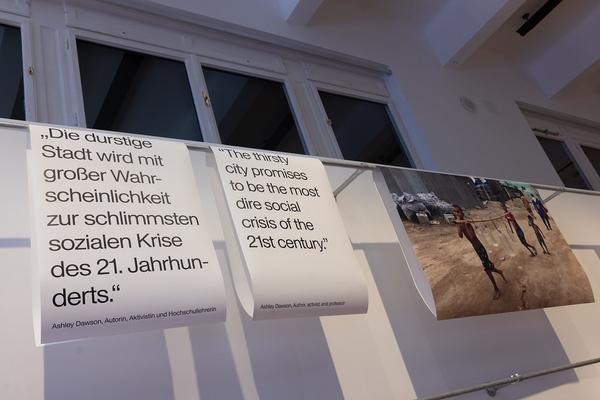 „Die durstige
Stadt wird mit
großer Wahr-
scheinlichkeit
zur schlimmsten
sozialen Krise
des 21. Jahrhun-
derts.“
Ashley Dawson, Autorin, Aktivistin und Hochschullehrerin
"The thirsty
city promises
to be the most
dire social
crisis of the
21st century."
Ashley Dawson, Author, activist, and professor